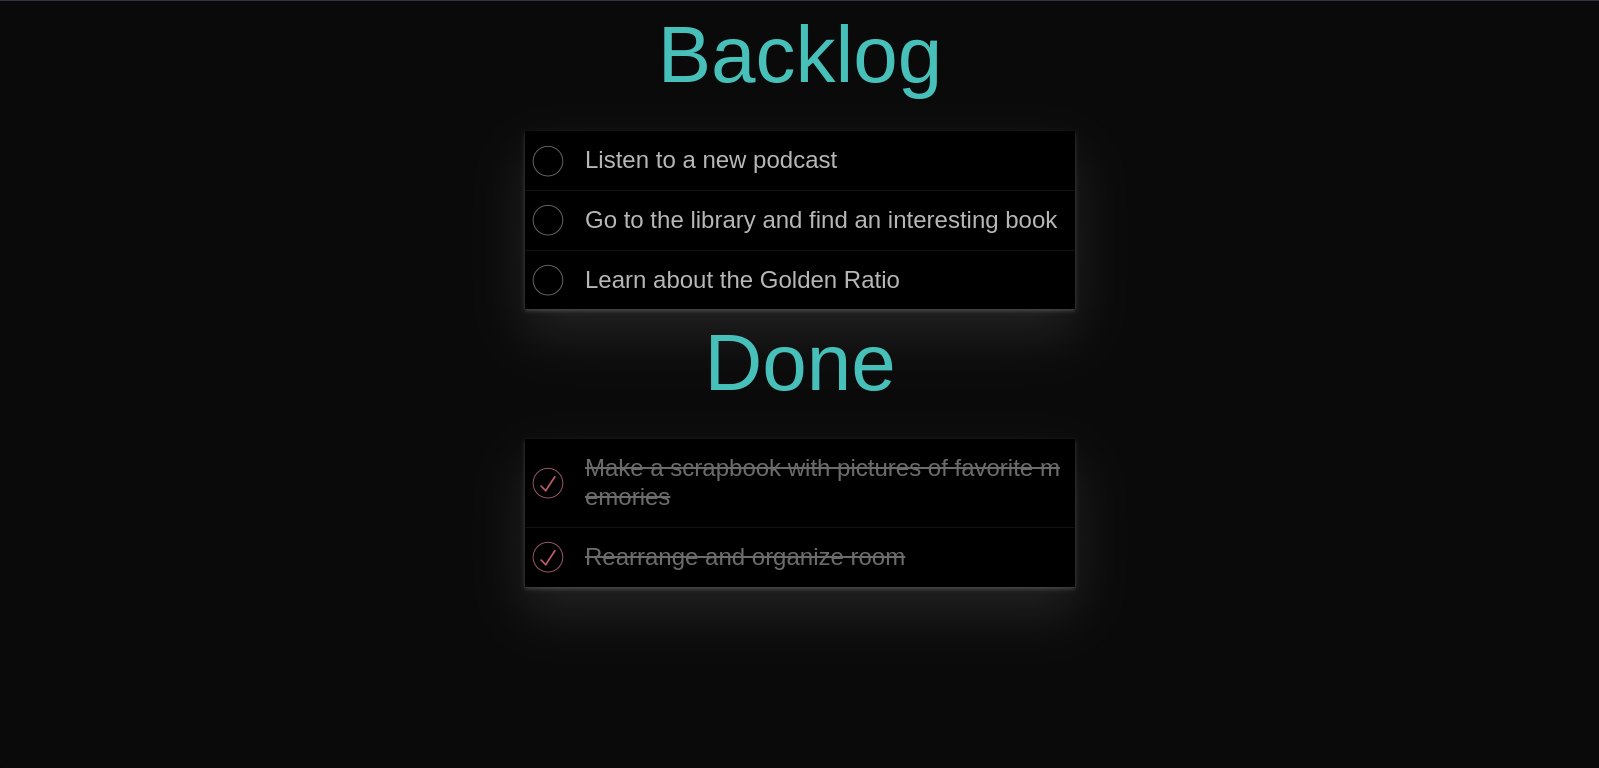 Backlog
Listen to a new podcast
Go to the library and find an interesting book
Learn about the Golden Ratio
Done
Make a scrapbook with pictures of favorite m
emories
Rearrange and organize room